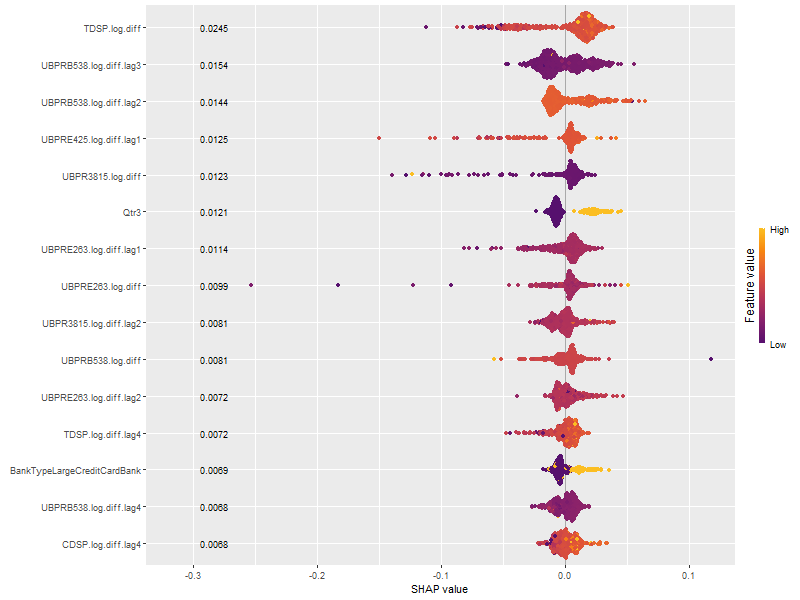 TDSP.log.diff 0.0245
UBPRB538.log.diff.lag3 0.0154
UBPRB538.log.diff.lag2 0.0144
UBPRE425.log.diff.lag1 0.0125
UBPR3815.log.diff 0.0123
Qtr3 0.0121
UBPRE263.log.diff.lag1 0.0114
UBPRE263.log.diff 0.0099
UBPR3815.log.diff.lag2 0.0081
UBPRB538.log.diff 0.0081
UBPRE263.log.diff.lag2 0.0072
TDSP.log.diff.lag4 0.0072
BankTypeLargeCreditCardBank 0.0069
UBPRB538.log.diff.lag4 0.0068
CDSP.log.diff.lag4 0.0068
-0.3 -0.2 -0.1 0.0 0.1
SHAP value
High
Feature value
Low